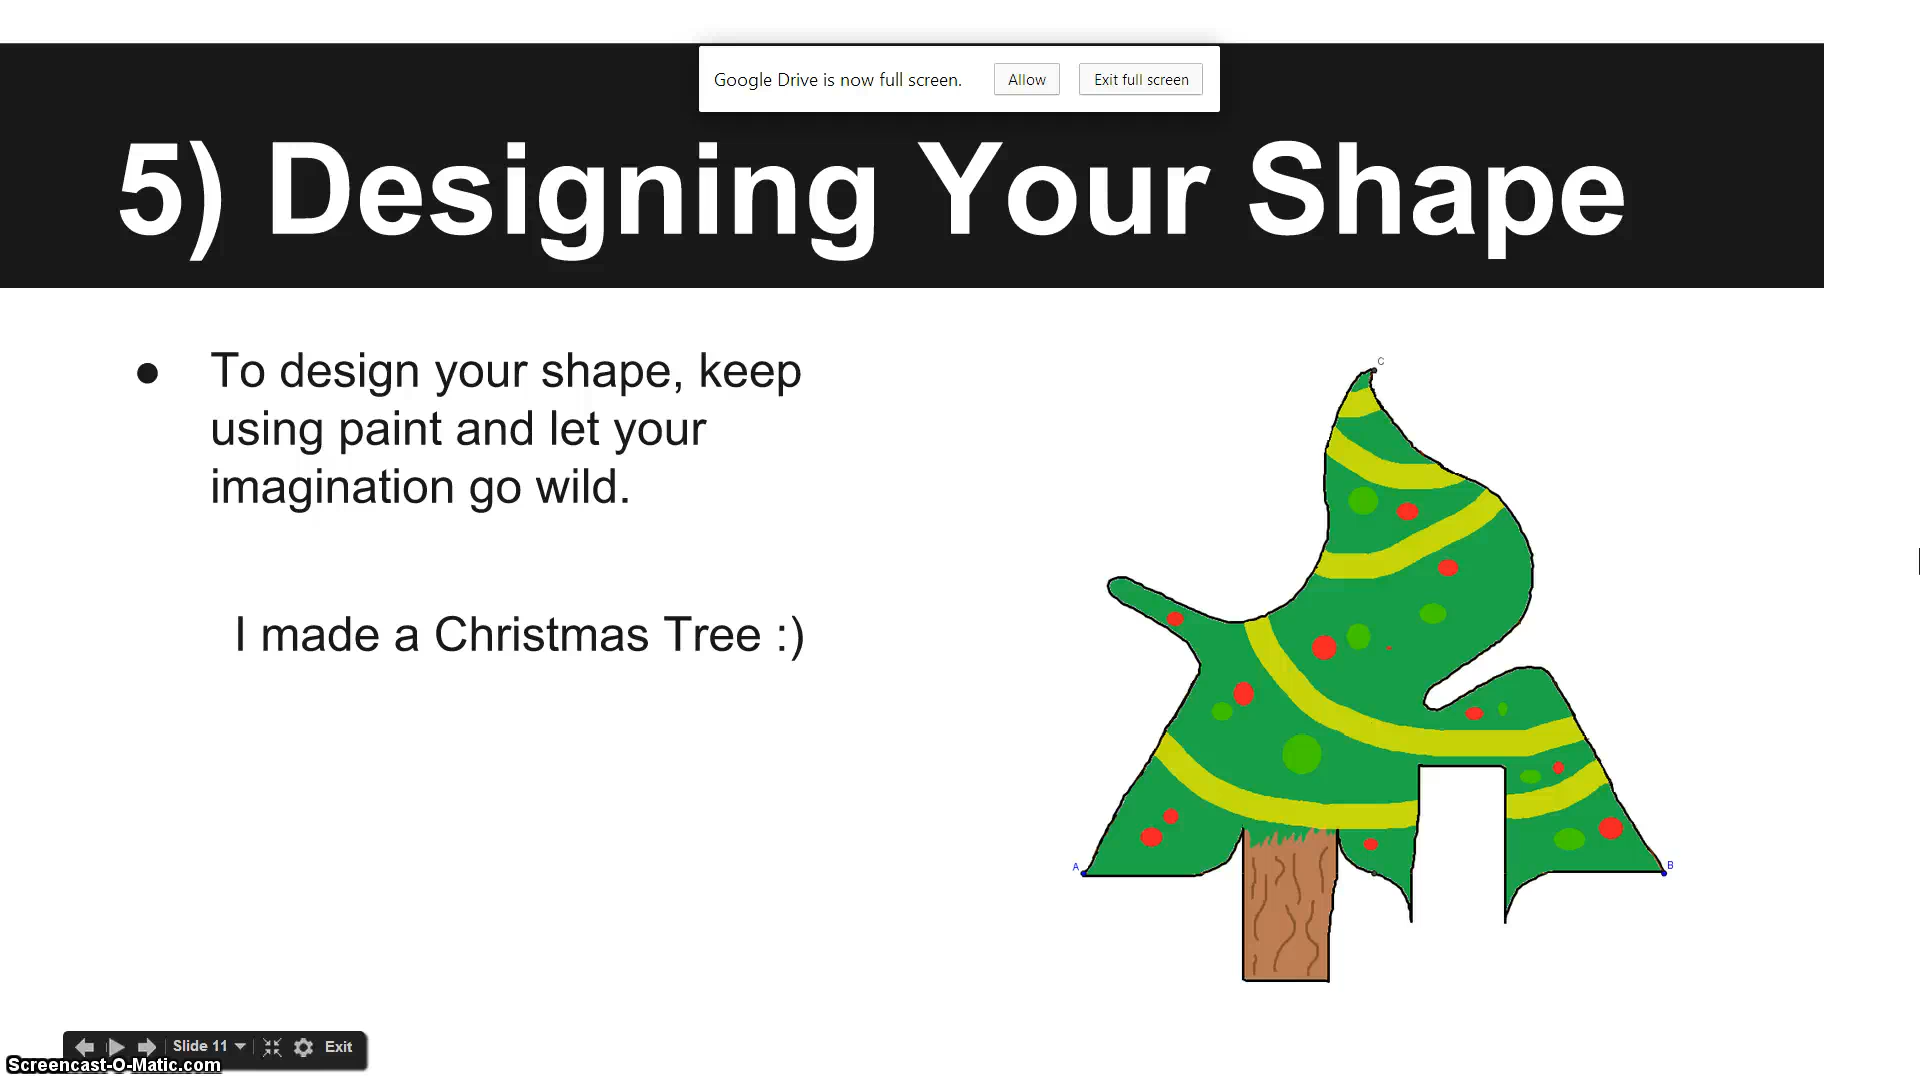 Google Drive is now full screen. Allow Exit full screen
5) Designing Your Shape
● To design your shape, keep
using paint and let your
imagination go wild.
I made a Christmas Tree :)
C
A
B
Slide 11 Exit
Screencast-O-Matic.com